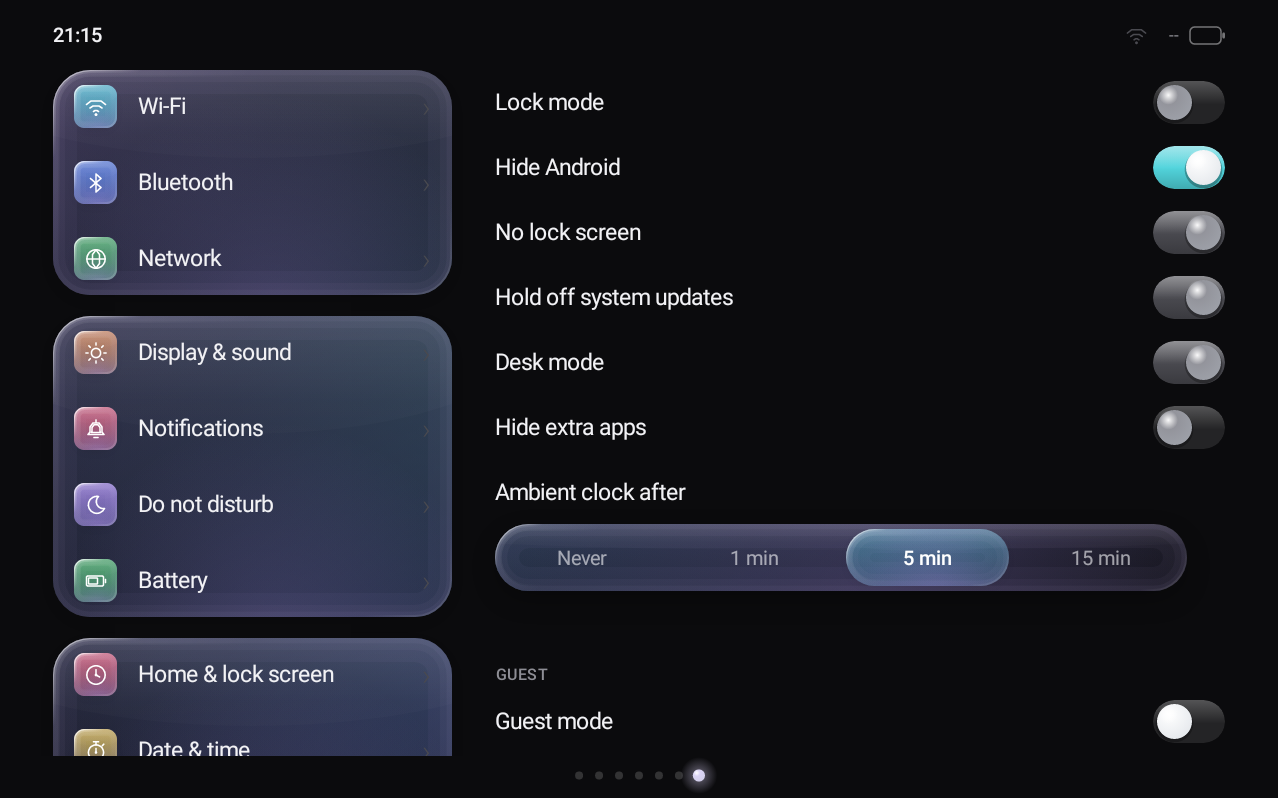 21:15
--
Wi-Fi
Bluetooth
Network
Display & sound
Notifications
Do not disturb
Battery
Home & lock screen
Date & time
Lock mode
Hide Android
No lock screen
Hold off system updates
Desk mode
Hide extra apps
Ambient clock after
Never 1 min 5 min 15 min
GUEST
Guest mode